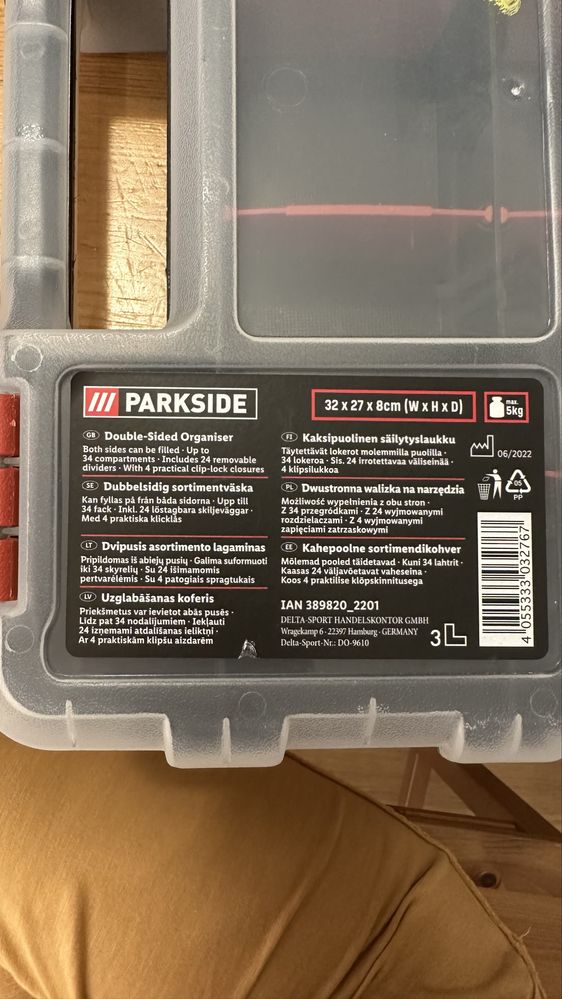 PARKSIDE
32 x 27 x 8cm (W x H x D)
max.
5kg
GB Double-Sided Organiser
Both sides can be filled · Up to
34 compartments · Includes 24 removable
dividers · With 4 practical clip-lock closures
SE Dubbelsidig sortimentväska
Kan fyllas på från båda sidorna · Upp till
34 fack · Inkl. 24 löstagbara skiljeväggar ·
Med 4 praktiska klicklås
LT Dvipusis asortimento lagaminas
Pripildomas iš abiejų pusių · Galima suformuoti
iki 34 skyrelių · Su 24 išimamomis
pertvarėlėmis · Su 4 patogiais spragtukais
LV Uzglabāšanas koferis
Priekšmetus var ievietot abās pusēs ·
Līdz pat 34 nodalījumiem · Iekļauti
24 izņemami atdalīšanas ieliktņi ·
Ar 4 praktiskām klipšu aizdarēm
FI Kaksipuolinen säilytyslaukku
Täytettävät lokerot molemmilla puolilla ·
34 lokeroa · Sis. 24 irrotettavaa väliseinää ·
4 klipsilukkoa
PL Dwustronna walizka na narzędzia
Możliwość wypełnienia z obu stron ·
Z 34 przegródkami · Z 24 wyjmowanymi
rozdzielaczami · Z 4 wyjmowanymi
zapięciami zatrzaskowymi
EE Kahepoolne sortimendikohver
Mõlemad pooled täidetavad · Kuni 34 lahtrit ·
Kaasas 24 väljavõetavat vaheseina ·
Koos 4 praktilise klõpskinnitusega
IAN 389820_2201
DELTA-SPORT HANDELSKONTOR GMBH
Wragekamp 6 · 22397 Hamburg · GERMANY
Delta-Sport-Nr.: DO-9610
06/2022
05
PP
3
4 055333 032767